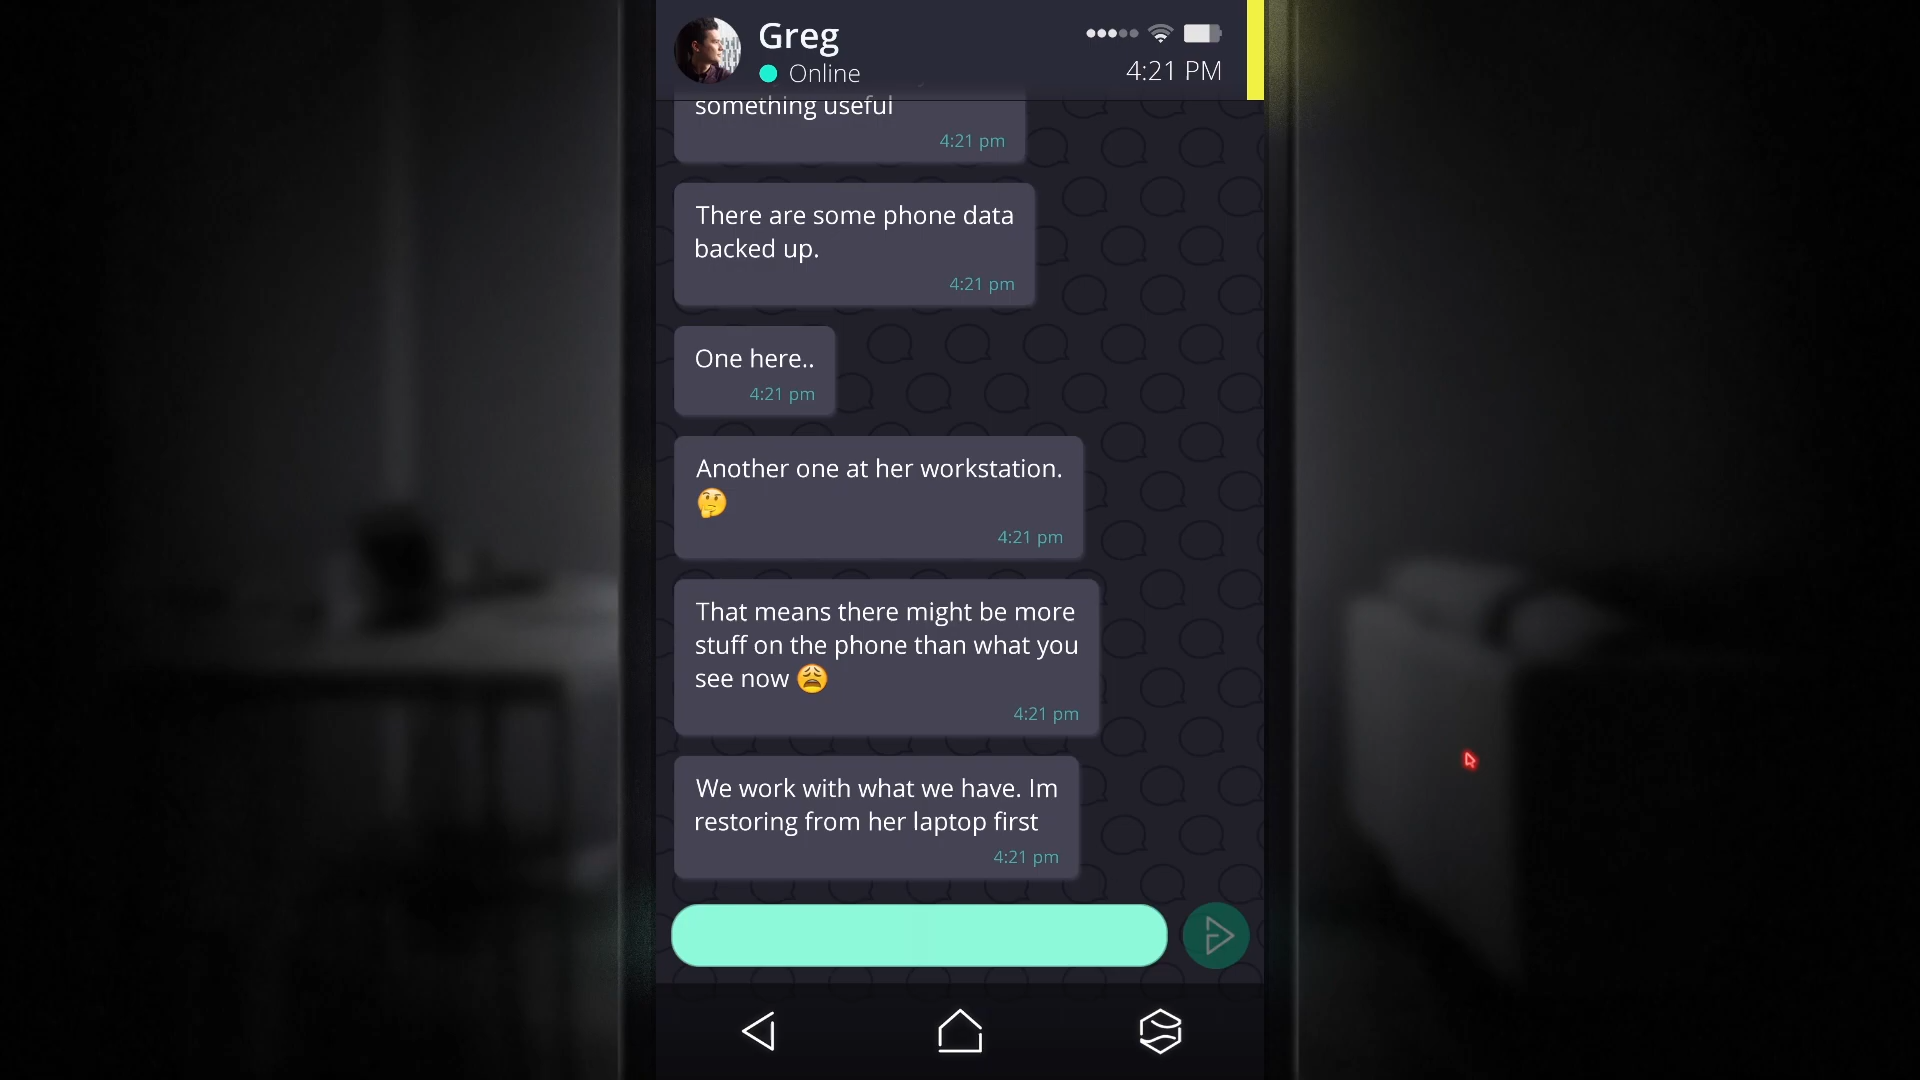 Greg
Online
4:21 PM
something useful
4:21 pm
There are some phone data
backed up.
4:21 pm
One here..
4:21 pm
Another one at her workstation.
🤔
4:21 pm
That means there might be more
stuff on the phone than what you
see now 😩
4:21 pm
We work with what we have. Im
restoring from her laptop first
4:21 pm